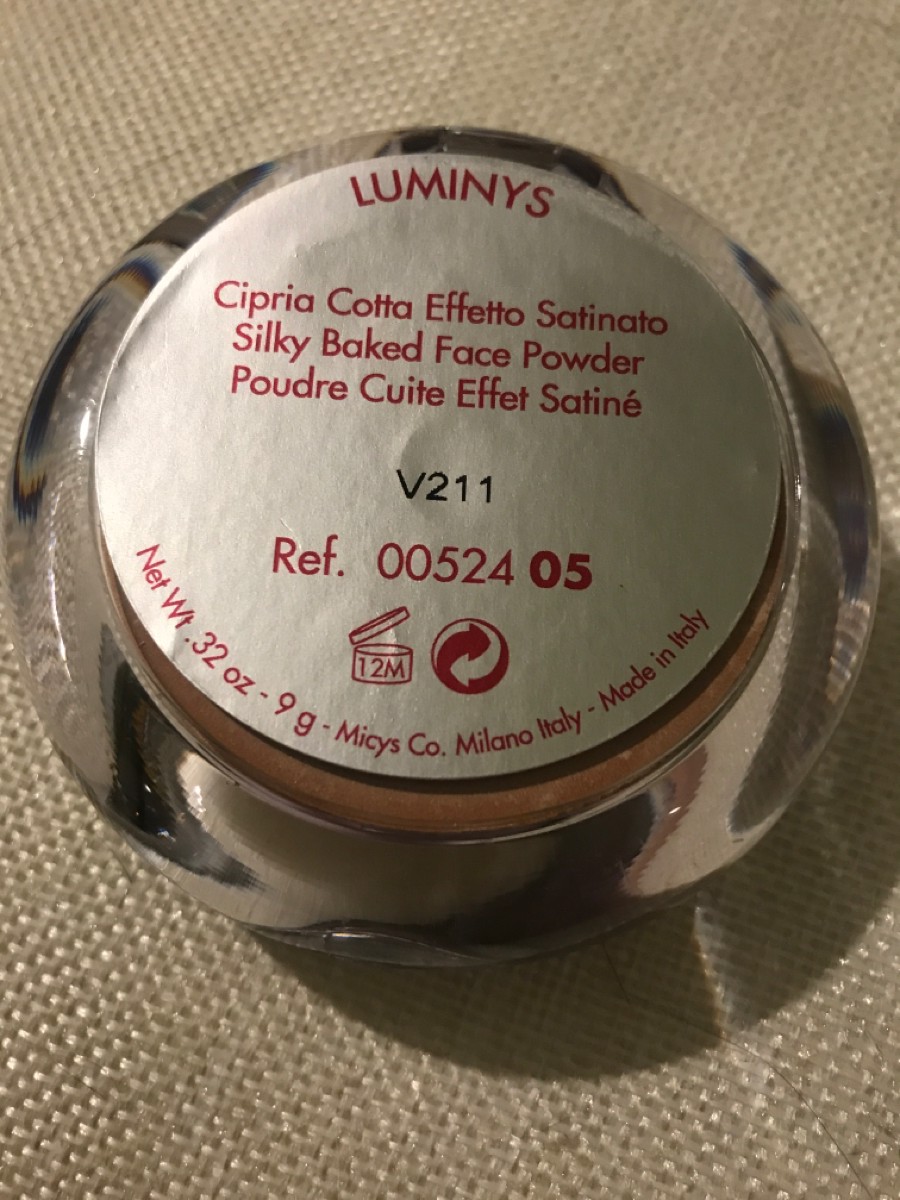 LUMINYS
Cipria Cotta Effetto Satinato
Silky Baked Face Powder
Poudre Cuite Effet Satiné
V211
Ref. 00524 05
12M
Net Wt .32 oz - 9 g - Micys Co. Milano Italy - Made in Italy